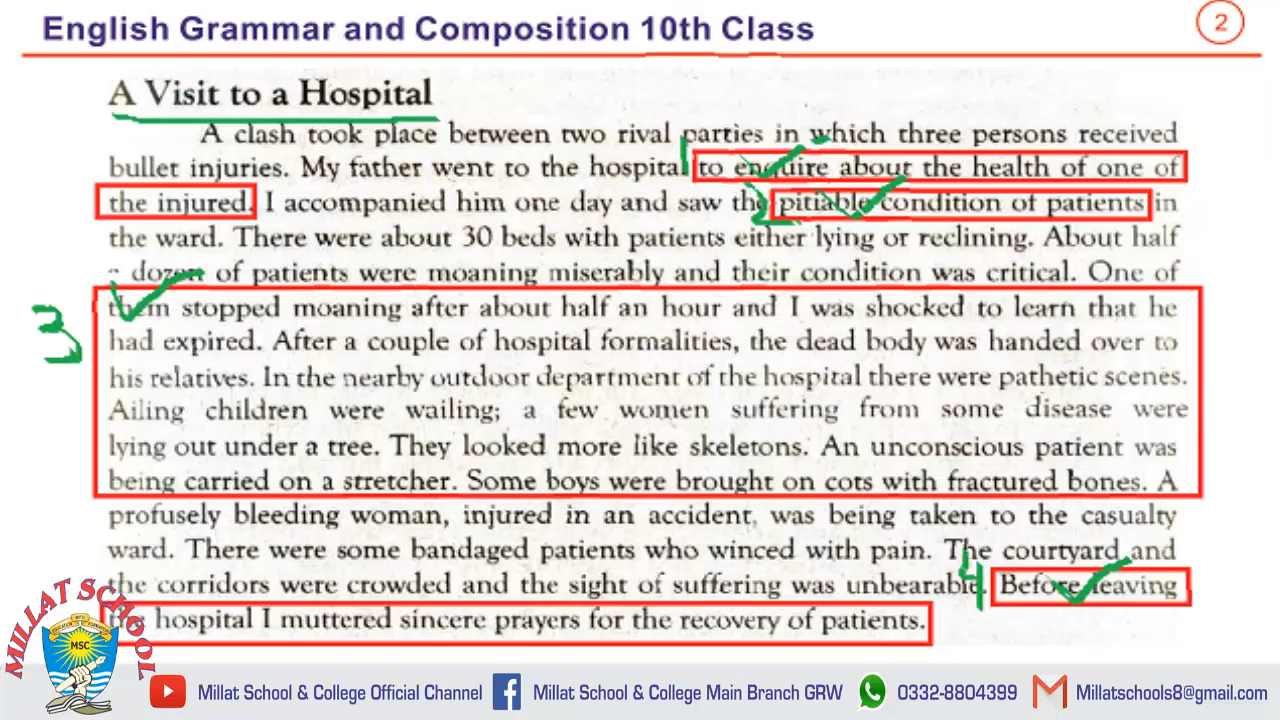 English Grammar and Composition 10th Class
2
A Visit to a Hospital
A clash took place between two rival parties in which three persons received
bullet injuries. My father went to the hospital to enquire about the health of one of
the injured. I accompanied him one day and saw the pitiable condition of patients in
the ward. There were about 30 beds with patients either lying or reclining. About half
dozen of patients were moaning miserably and their condition was critical. One of
them stopped moaning after about half an hour and I was shocked to learn that he
had expired. After a couple of hospital formalities, the dead body was handed over to
his relatives. In the nearby outdoor department of the hospital there were pathetic scenes.
Ailing children were wailing; a few women suffering from some disease were
lying out under a tree. They looked more like skeletons. An unconscious patient was
being carried on a stretcher. Some boys were brought on cots with fractured bones. A
profusely bleeding woman, injured in an accident, was being taken to the casualty
ward. There were some bandaged patients who winced with pain. The courtyard and
the corridors were crowded and the sight of suffering was unbearable. Before leaving
hospital I muttered sincere prayers for the recovery of patients.
1
2
3
4
MILLAT SCHOOL
MSC
Millat School & College Official Channel
Millat School & College Main Branch GRW
0332-8804399
Millatschools8@gmail.com